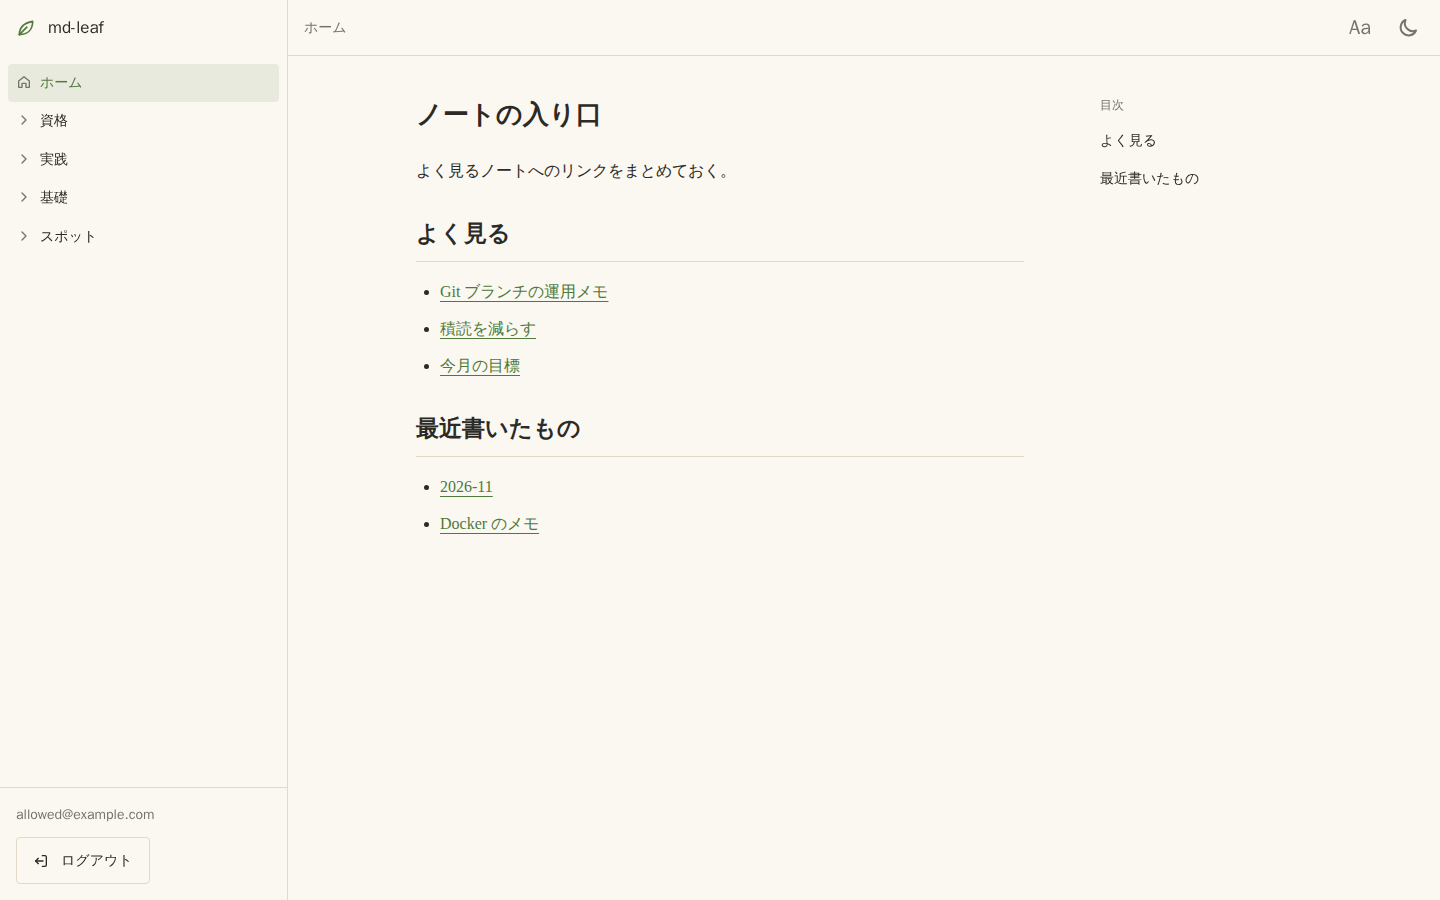 md-leaf
ホーム
資格
実践
基礎
スポット
allowed@example.com
ログアウト
ホーム
Aa
ノートの入り口
よく見るノートへのリンクをまとめておく。
よく見る
Git ブランチの運用メモ
積読を減らす
今月の目標
最近書いたもの
2026-11
Docker のメモ
目次
よく見る
最近書いたもの